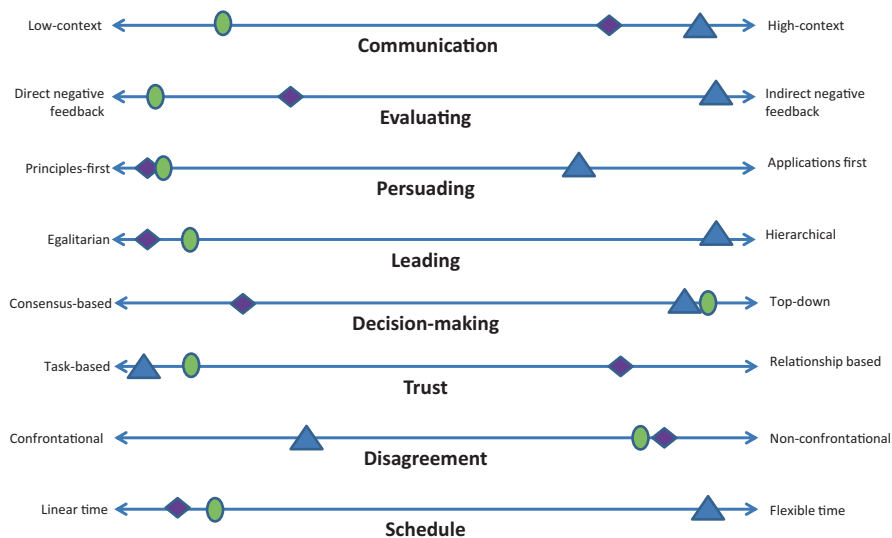 Low-context
High-context
Communication
Direct negative
feedback
Indirect negative
feedback
Evaluating
Principles-first
Applications first
Persuading
Egalitarian
Hierarchical
Leading
Consensus-based
Top-down
Decision-making
Task-based
Relationship based
Trust
Confrontational
Non-confrontational
Disagreement
Linear time
Flexible time
Schedule